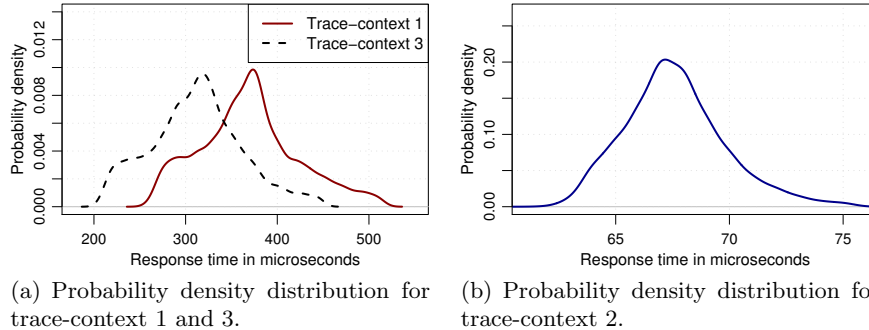 Trace−context 1
Trace−context 3
Probability density
0.000 0.004 0.008 0.012
200 300 400 500
Response time in microseconds
(a) Probability density distribution for
trace-context 1 and 3.
Probability density
0.00 0.10 0.20
65 70 75
Response time in microseconds
(b) Probability density distribution fo
trace-context 2.